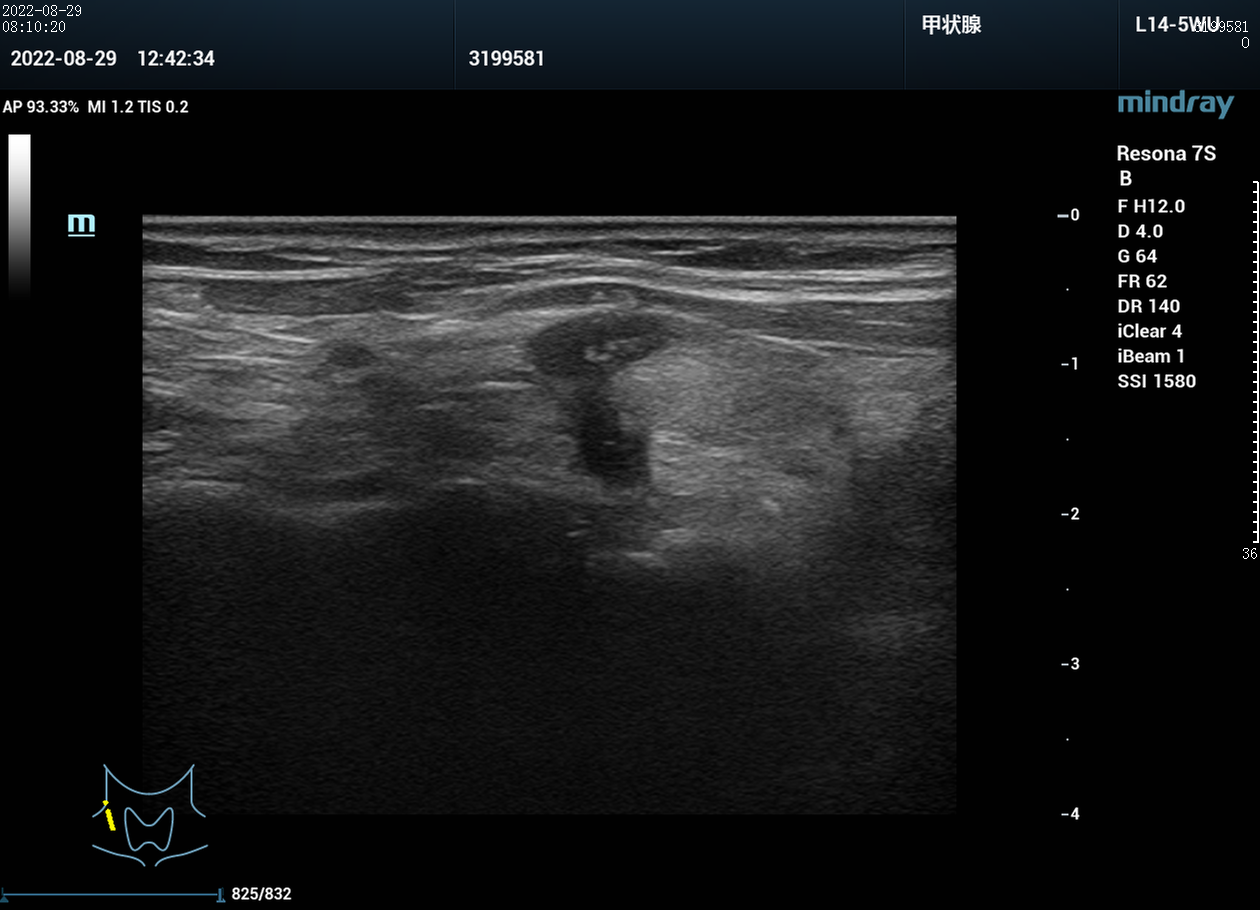 2022-08-29
08:10:20
2022-08-29 12:42:34
3199581
甲状腺
L14-5WU
3199581
0
AP 93.33% MI 1.2 TIS 0.2
mindray
Resona 7S
B
F H12.0
D 4.0
G 64
FR 62
DR 140
iClear 4
iBeam 1
SSI 1580
m
0
-1
-2
-3
-4
36
825/832